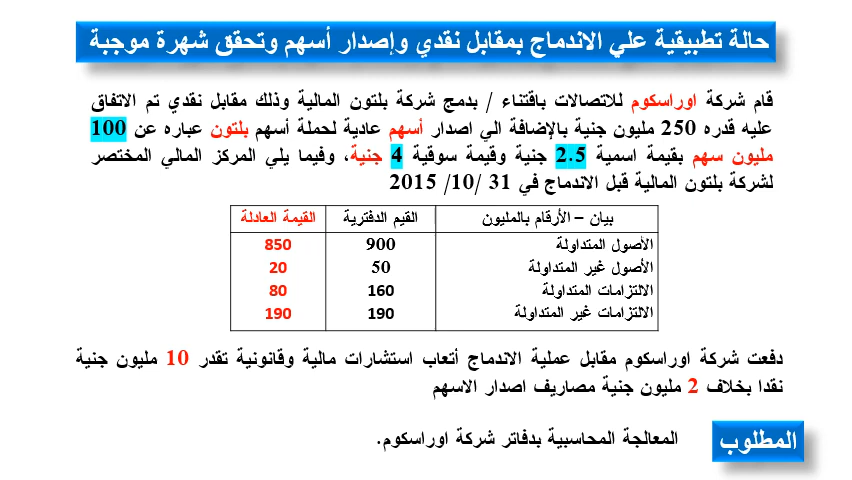 حالة تطبيقية علي الاندماج بمقابل نقدي وإصدار أسهم وتحقق شهرة موجبة
قام شركة اوراسكوم للاتصالات باقتناء / بدمج شركة بلتون المالية وذلك مقابل نقدي تم الاتفاق
عليه قدره 250 مليون جنية بالإضافة الي اصدار أسهم عادية لحملة أسهم بلتون عباره عن 100
مليون سهم بقيمة اسمية 2.5 جنية وقيمة سوقية 4 جنية، وفيما يلي المركز المالي المختصر
لشركة بلتون المالية قبل الاندماج في 31 /10/ 2015
بيان – الأرقام بالمليون القيم الدفترية القيمة العادلة
الأصول المتداولة 900 850
الأصول غير المتداولة 50 20
الالتزامات المتداولة 160 80
الالتزامات غير المتداولة 190 190
دفعت شركة اوراسكوم مقابل عملية الاندماج أتعاب استشارات مالية وقانونية تقدر 10 مليون جنية
نقدا بخلاف 2 مليون جنية مصاريف اصدار الاسهم
المطلوب المعالجة المحاسبية بدفاتر شركة اوراسكوم.